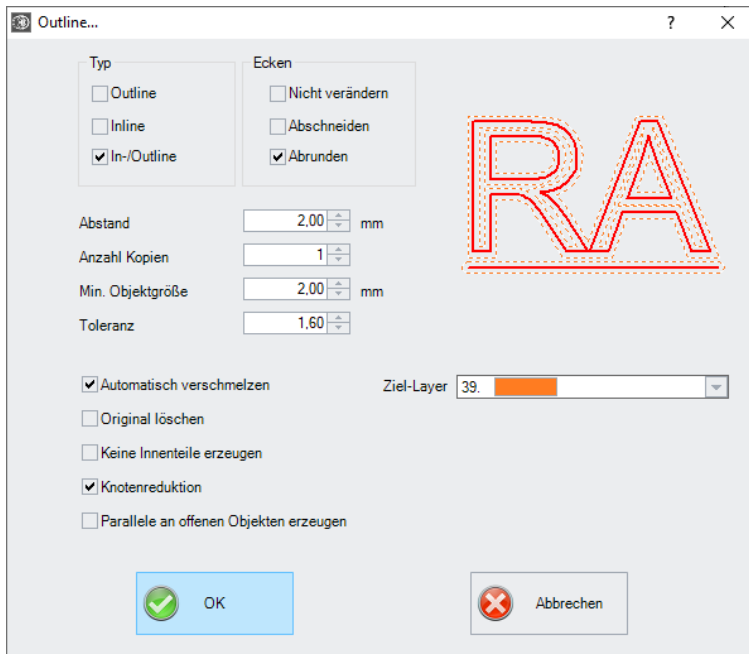 Outline...
?
Typ
Outline
Inline
In-/Outline
Ecken
Nicht verändern
Abschneiden
Abrunden
RA
Abstand 2,00 mm
Anzahl Kopien 1
Min. Objektgröße 2,00 mm
Toleranz 1,60
Automatisch verschmelzen
Original löschen
Keine Innenteile erzeugen
Knotenreduktion
Parallele an offenen Objekten erzeugen
Ziel-Layer 39.
OK
Abbrechen